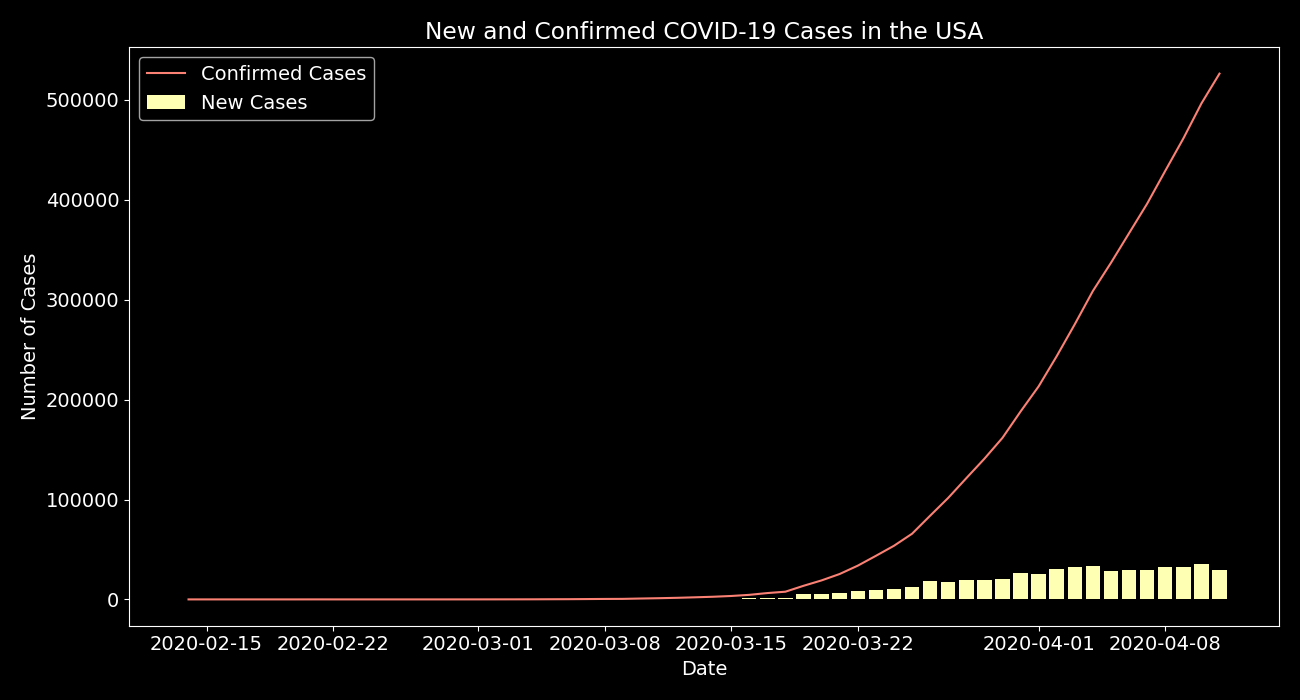 New and Confirmed COVID-19 Cases in the USA
Confirmed Cases
New Cases
Number of Cases
500000
400000
300000
200000
100000
0
2020-02-15 2020-02-22 2020-03-01 2020-03-08 2020-03-15 2020-03-22 2020-04-01 2020-04-08
Date